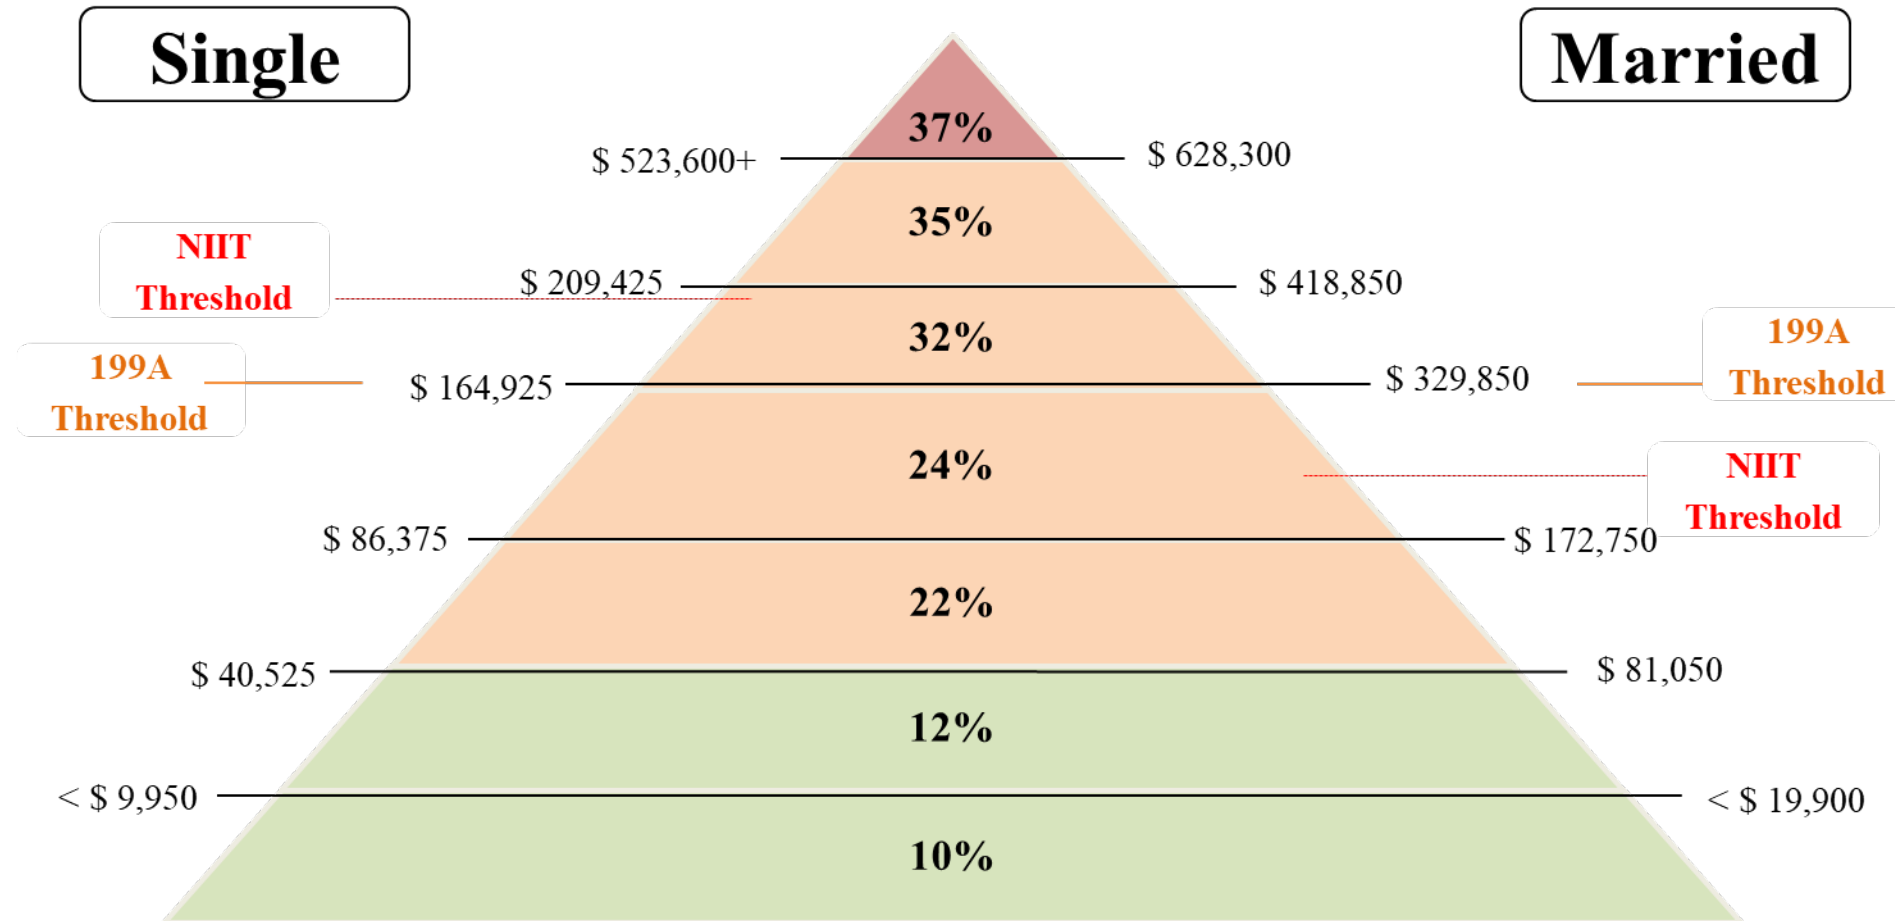 Single
Married
37%
$ 523,600+
$ 628,300
35%
NIIT
Threshold
$ 209,425
$ 418,850
32%
199A
Threshold
199A
Threshold
$ 164,925
$ 329,850
24%
NIIT
Threshold
$ 86,375
$ 172,750
22%
$ 40,525
$ 81,050
12%
< $ 9,950
< $ 19,900
10%